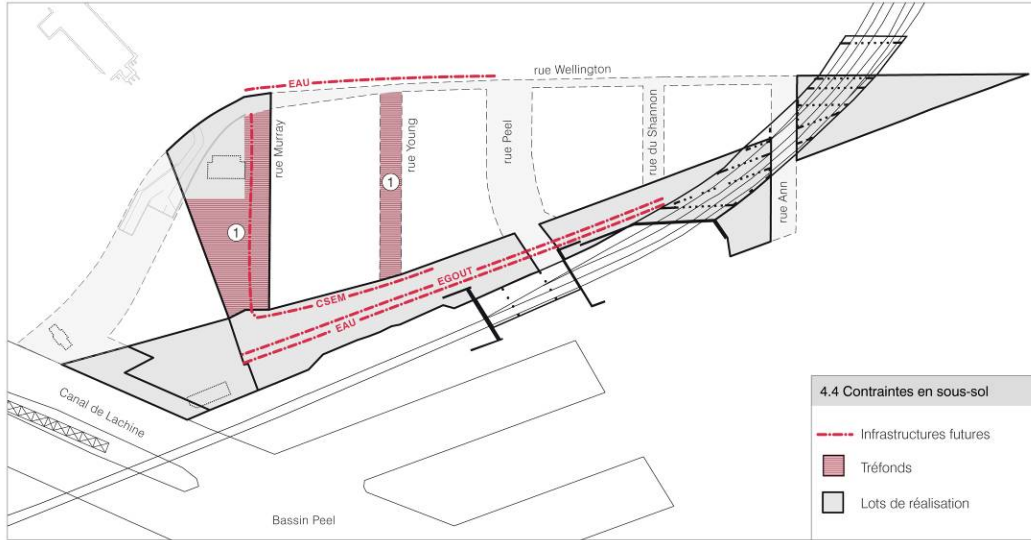 EAU
rue Wellington
rue Murray
rue Young
rue Peel
rue du Shannon
rue Ann
1
1
CSEM
EGOUT
EAU
Canal de Lachine
Bassin Peel
4.4 Contraintes en sous-sol
Infrastructures futures
Tréfonds
Lots de réalisation